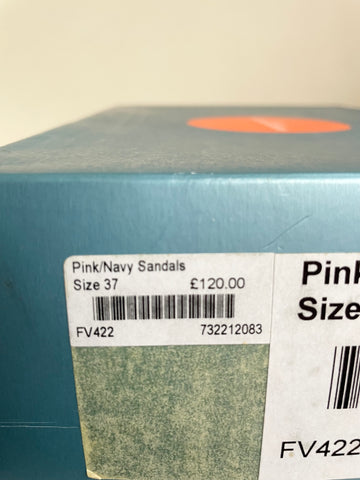 Pink/Navy Sandals
Size 37 £120.00
FV422 732212083
Pink
Size
FV422